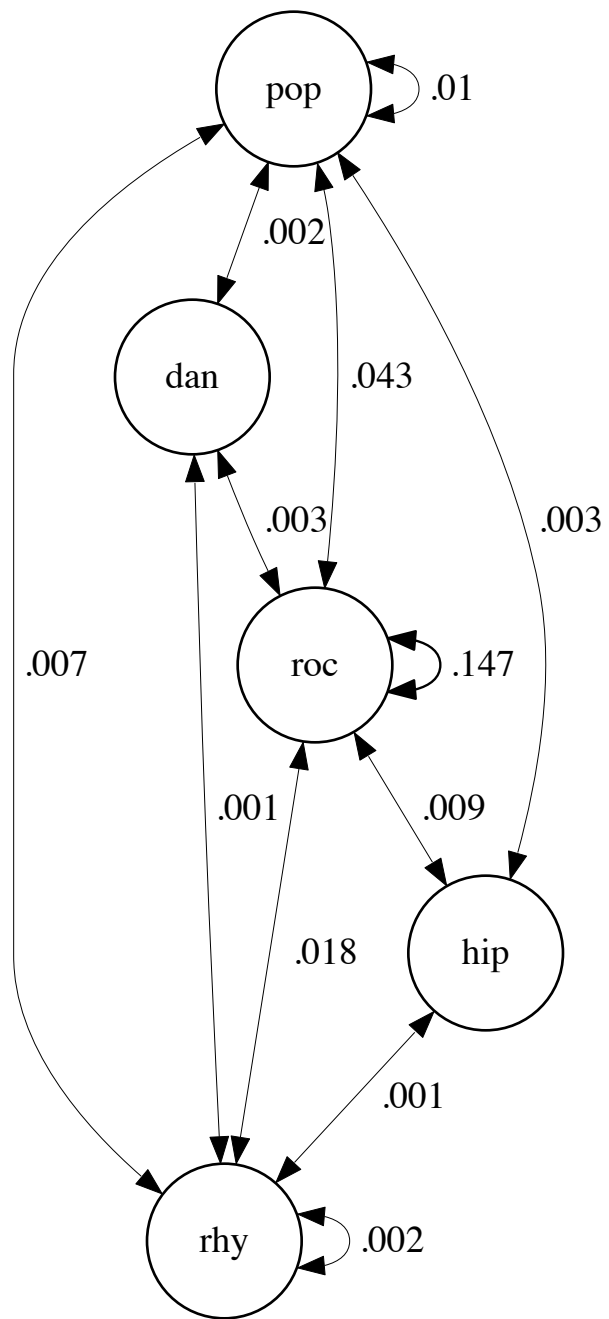 pop .01
.002
dan .043
.003 .003
.007 roc .147
.001 .009
.018 hip
.001
rhy .002